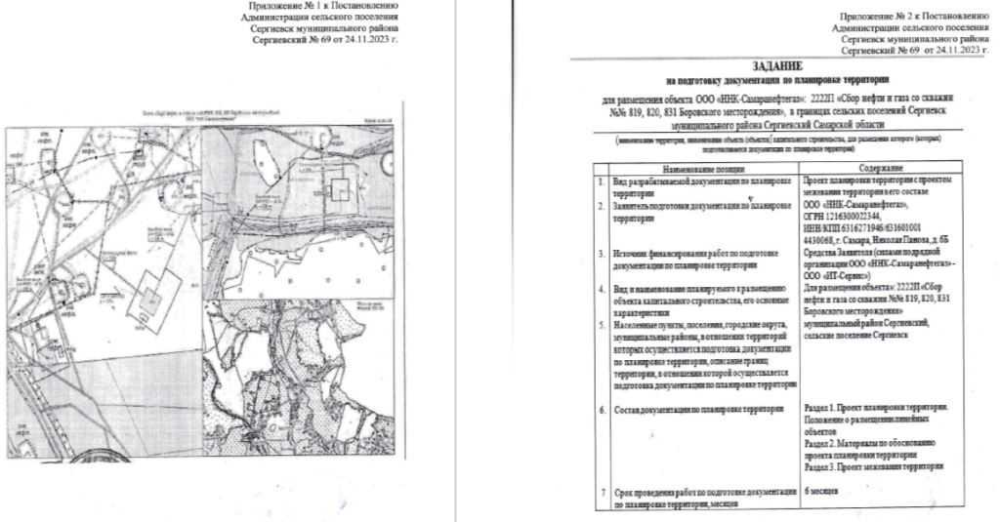 Приложение № 1 к Постановлению
Администрации сельского поселения
Сергиевск муниципального района
Сергиевский № 69 от 24.11.2023 г.
Приложение № 2 к Постановлению
Администрации сельского поселения
Сергиевск муниципального района
Сергиевский № 69 от 24.11.2023 г.
ЗАДАНИЕ
на подготовку документации по планировке территории
для размещения объекта ООО «ННК-Самаранефтегаз»: 2222П «Сбор нефти и газа со скважин
№№ 819, 820, 831 Боровского месторождения», в границах сельских поселений Сергиевск
муниципального района Сергиевский Самарской области
(наименование территории, наименование объекта (объектов) капитального строительства, для размещения которого (которых)
подготавливается документация по планировке территории)
Наименование позиции Содержание
1. Вид разрабатываемой документации по планировке территории
Проект планировки территории с проектом
межевания территории в его составе
2. Заявитель подготовки документации по планировке территории
ООО «ННК-Самаранефтегаз»,
ОГРН 1216300022344,
ИНН/КПП 6316271946/631601001
4430068, г. Самара, Николая Панова, д. 6Б
3. Источник финансирования работ по подготовке
документации по планировке территории
Средства Заявителя (силами подрядной
организации ООО «ННК-Самаранефтегаз» -
ООО «ИТ-Сервис»)
4. Вид и наименование планируемого к размещению
объекта капитального строительства, его основные
характеристики
Для размещения объекта»: 2222П «Сбор
нефти и газа со скважин №№ 819, 820, 831
Боровского месторождения»
5. Населенные пункты, поселения, городские округа,
муниципальные районы, в отношении территорий
которых осуществляется подготовка документации
по планировке территории, описание границ
территории, в отношении которой осуществляется
подготовка документации по планировке территории
муниципальный район Сергиевский,
сельские поселение Сергиевск
6. Состав документации по планировке территории
Раздел 1. Проект планировки территории.
Положение о размещении линейных
объектов
Раздел 2. Материалы по обоснованию
проекта планировки территории
Раздел 3. Проект межевания территории
7 Срок проведения работ по подготовке документации
по планировке территории, месяцев
6 месяцев